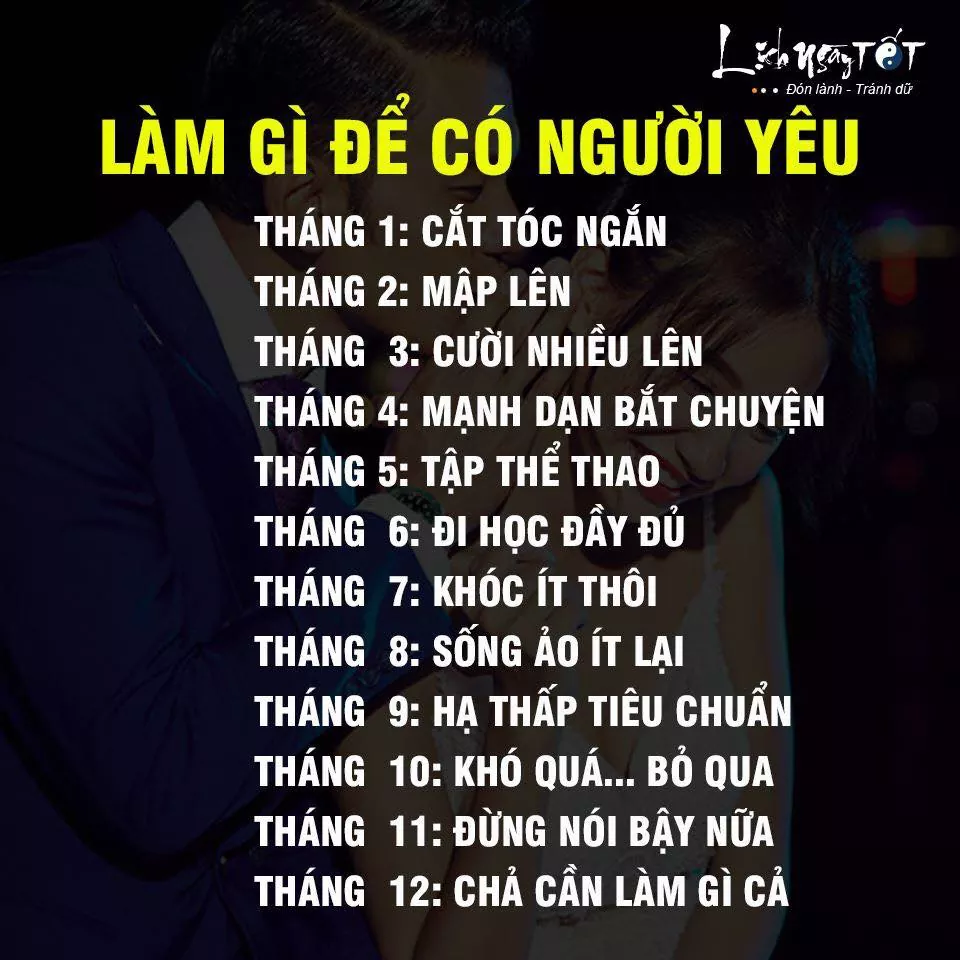 Lịch Ngày TỐT
Đón lành - Tránh dữ
LÀM GÌ ĐỂ CÓ NGƯỜI YÊU
THÁNG 1: CẮT TÓC NGẮN
THÁNG 2: MẬP LÊN
THÁNG 3: CƯỜI NHIỀU LÊN
THÁNG 4: MẠNH DẠN BẮT CHUYỆN
THÁNG 5: TẬP THỂ THAO
THÁNG 6: ĐI HỌC ĐẦY ĐỦ
THÁNG 7: KHÓC ÍT THÔI
THÁNG 8: SỐNG ẢO ÍT LẠI
THÁNG 9: HẠ THẤP TIÊU CHUẨN
THÁNG 10: KHÓ QUÁ... BỎ QUA
THÁNG 11: ĐỪNG NÓI BẬY NỮA
THÁNG 12: CHẢ CẦN LÀM GÌ CẢ